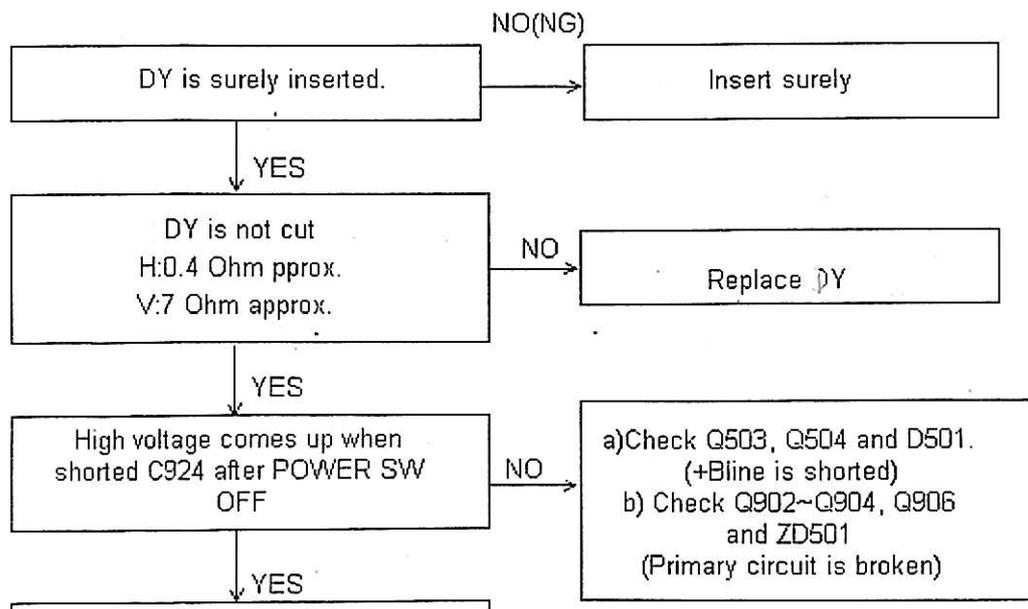 NO(NG)
DY is surely inserted.
Insert surely
YES
DY is not cut
H:0.4 Ohm pprox.
V:7 Ohm approx.
NO
Replace DY
YES
High voltage comes up when
shorted C924 after POWER SW
OFF
NO
a)Check Q503, Q504 and D501.
(+Bline is shorted)
b) Check Q902~Q904, Q906
and ZD501
(Primary circuit is broken)
YES